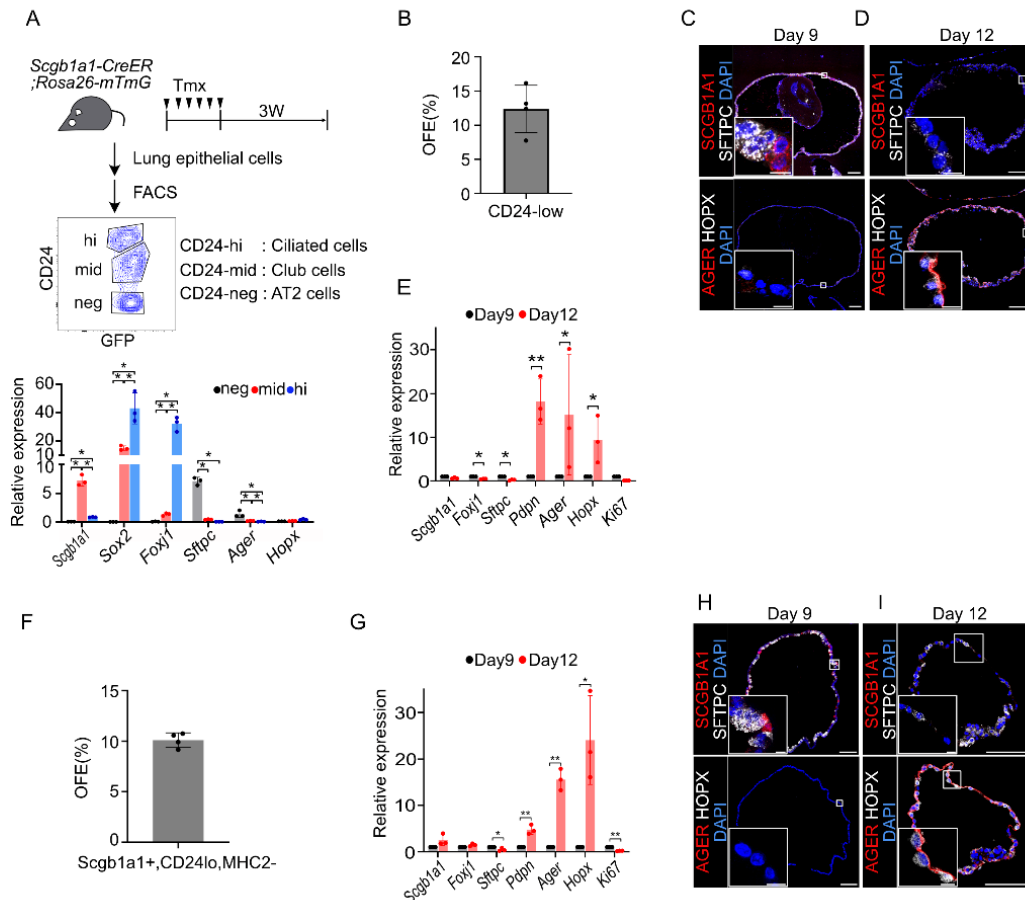 A
Scgb1a1-CreER
;Rosa26-mTmG
Tmx
3W
Lung epithelial cells
FACS
CD24
hi
mid
neg
GFP
CD24-hi : Ciliated cells
CD24-mid : Club cells
CD24-neg : AT2 cells
Relative expression
60
40
20
10
5
0
neg mid hi
* ** * ** * ** * * * **
Scgb1a1 Sox2 Foxj1 Sftpc Ager Hopx
B
OFE(%)
20
15
10
5
0
CD24-low
C
Day 9
SCGB1A1
SFTPC DAPI
AGER HOPX
DAPI
D
Day 12
SCGB1A1
SFTPC DAPI
AGER HOPX
DAPI
E
Day9 Day12
Relative expression
30
20
10
0
* * ** * *
Scgb1a1 Foxj1 Sftpc Pdpn Ager Hopx Ki67
F
OFE(%)
15
10
5
0
Scgb1a1+,CD24lo,MHC2-
G
Day9 Day12
Relative expression
30
20
10
0
* ** ** * **
Scgb1a1 Foxj1 Sftpc Pdpn Ager Hopx Ki67
H
Day 9
SCGB1A1
SFTPC DAPI
AGER HOPX
DAPI
I
Day 12
SCGB1A1
SFTPC DAPI
AGER HOPX
DAPI